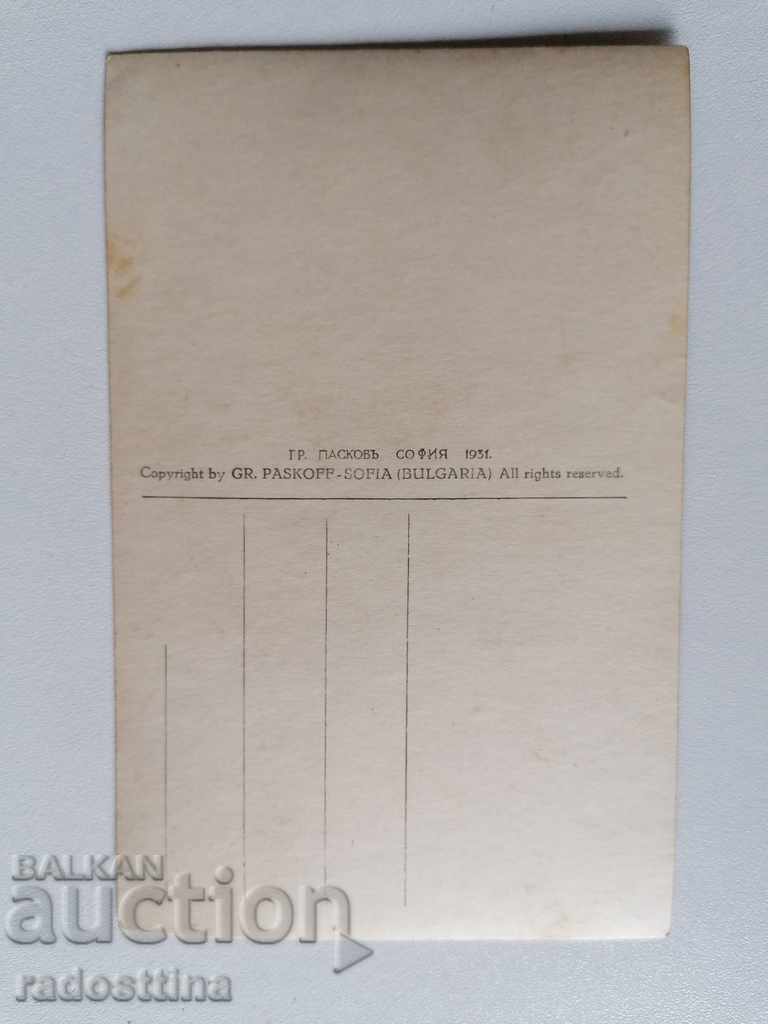 ГР. ПАСКОВЪ СОФИЯ 1931.
Copyright by GR. PASKOFF-SOFIA (BULGARIA) All rights reserved.
BALKAN
auction
radosttina